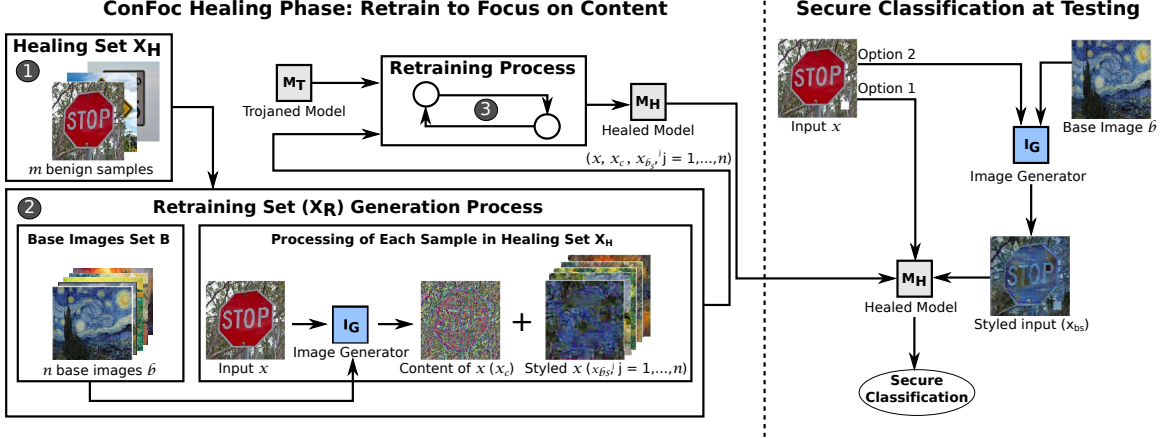 ConFoc Healing Phase: Retrain to Focus on Content
Healing Set XH
1
STOP
m benign samples
MT
Trojaned Model
Retraining Process
3
MH
Healed Model
(x, xc, xbs,j j = 1,...,n)
2
Retraining Set (XR) Generation Process
Base Images Set B
n base images b
Processing of Each Sample in Healing Set XH
STOP
Input x
IG
Image Generator
Content of x (xc)
+
Styled x (xbs,j j = 1,...,n)
Secure Classification at Testing
STOP
Input x
Option 2
Option 1
Base Image b
IG
Image Generator
MH
Healed Model
STOP
Styled input (xbs)
Secure
Classification